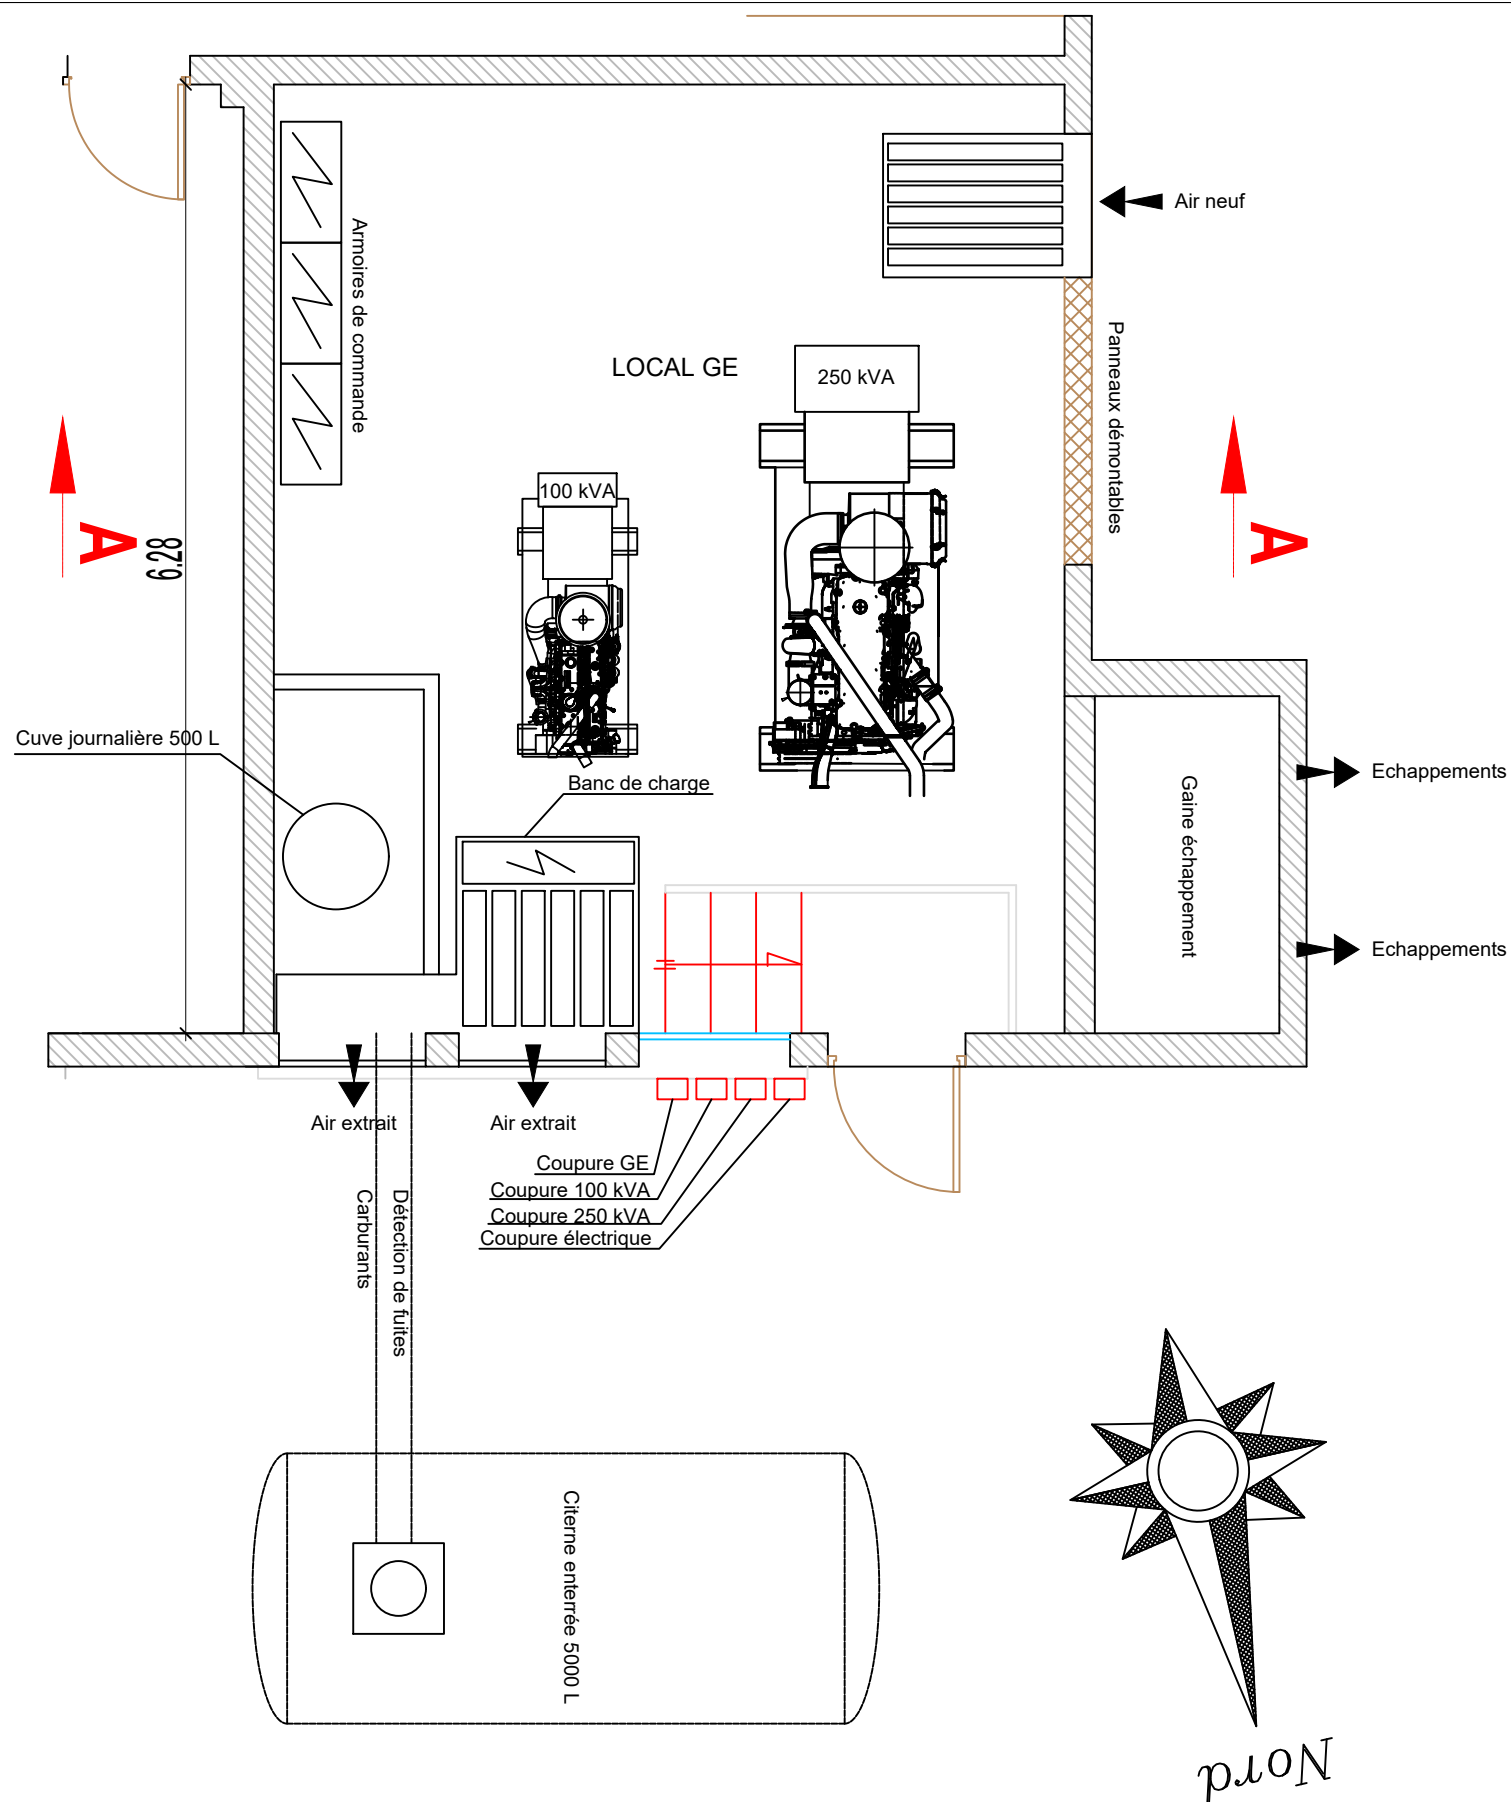 Air neuf
Armoires de commande
Panneaux démontables
LOCAL GE
250 kVA
100 kVA
A
6.28
A
Cuve journalière 500 L
Banc de charge
Gaine échappement
Echappements
Echappements
Air extrait
Air extrait
Coupure GE
Coupure 100 kVA
Coupure 250 kVA
Coupure électrique
Carburants
Détection de fuites
Citerne enterrée 5000 L
Nord